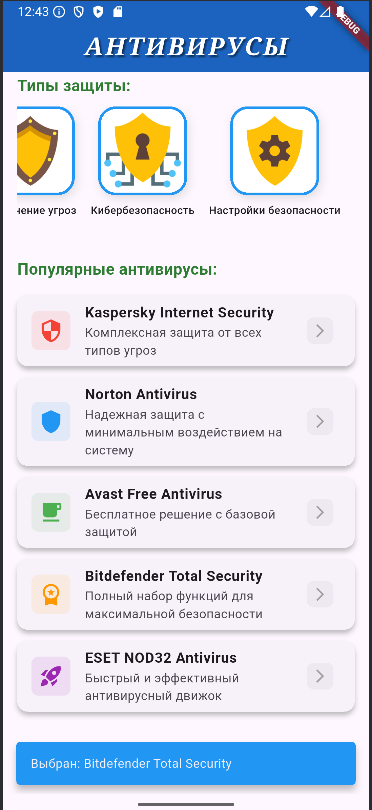 12:43
DEBUG
АНТИВИРУСЫ
Типы защиты:
чение угроз
Кибербезопасность
Настройки безопасности
Популярные антивирусы:
Kaspersky Internet Security
Комплексная защита от всех
типов угроз
Norton Antivirus
Надежная защита с
минимальным воздействием на
систему
Avast Free Antivirus
Бесплатное решение с базовой
защитой
Bitdefender Total Security
Полный набор функций для
максимальной безопасности
ESET NOD32 Antivirus
Быстрый и эффективный
антивирусный движок
Выбран: Bitdefender Total Security